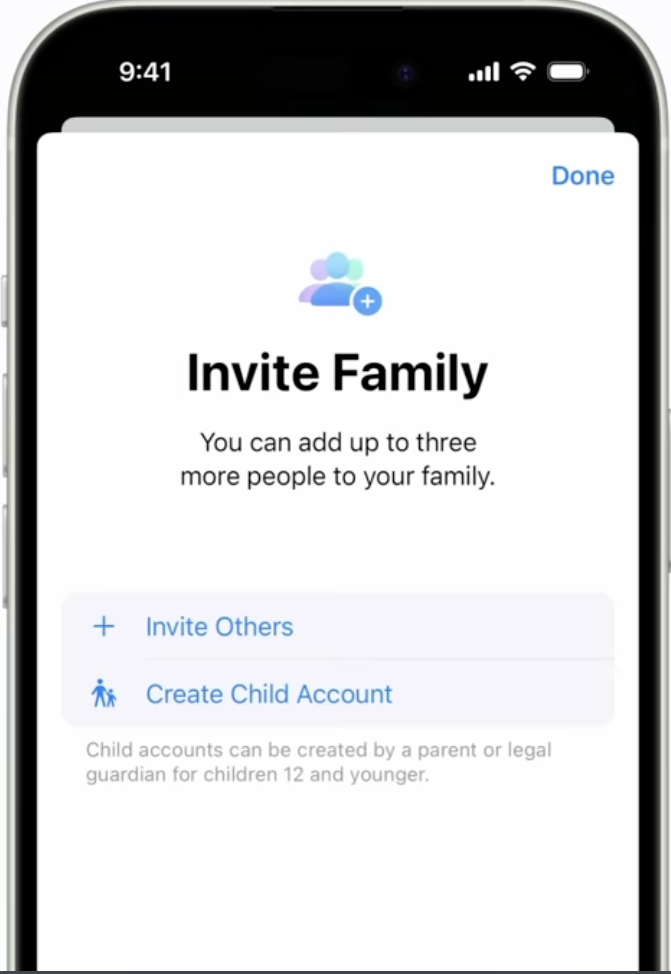 9:41
Done
Invite Family
You can add up to three
more people to your family.
Invite Others
Create Child Account
Child accounts can be created by a parent or legal
guardian for children 12 and younger.